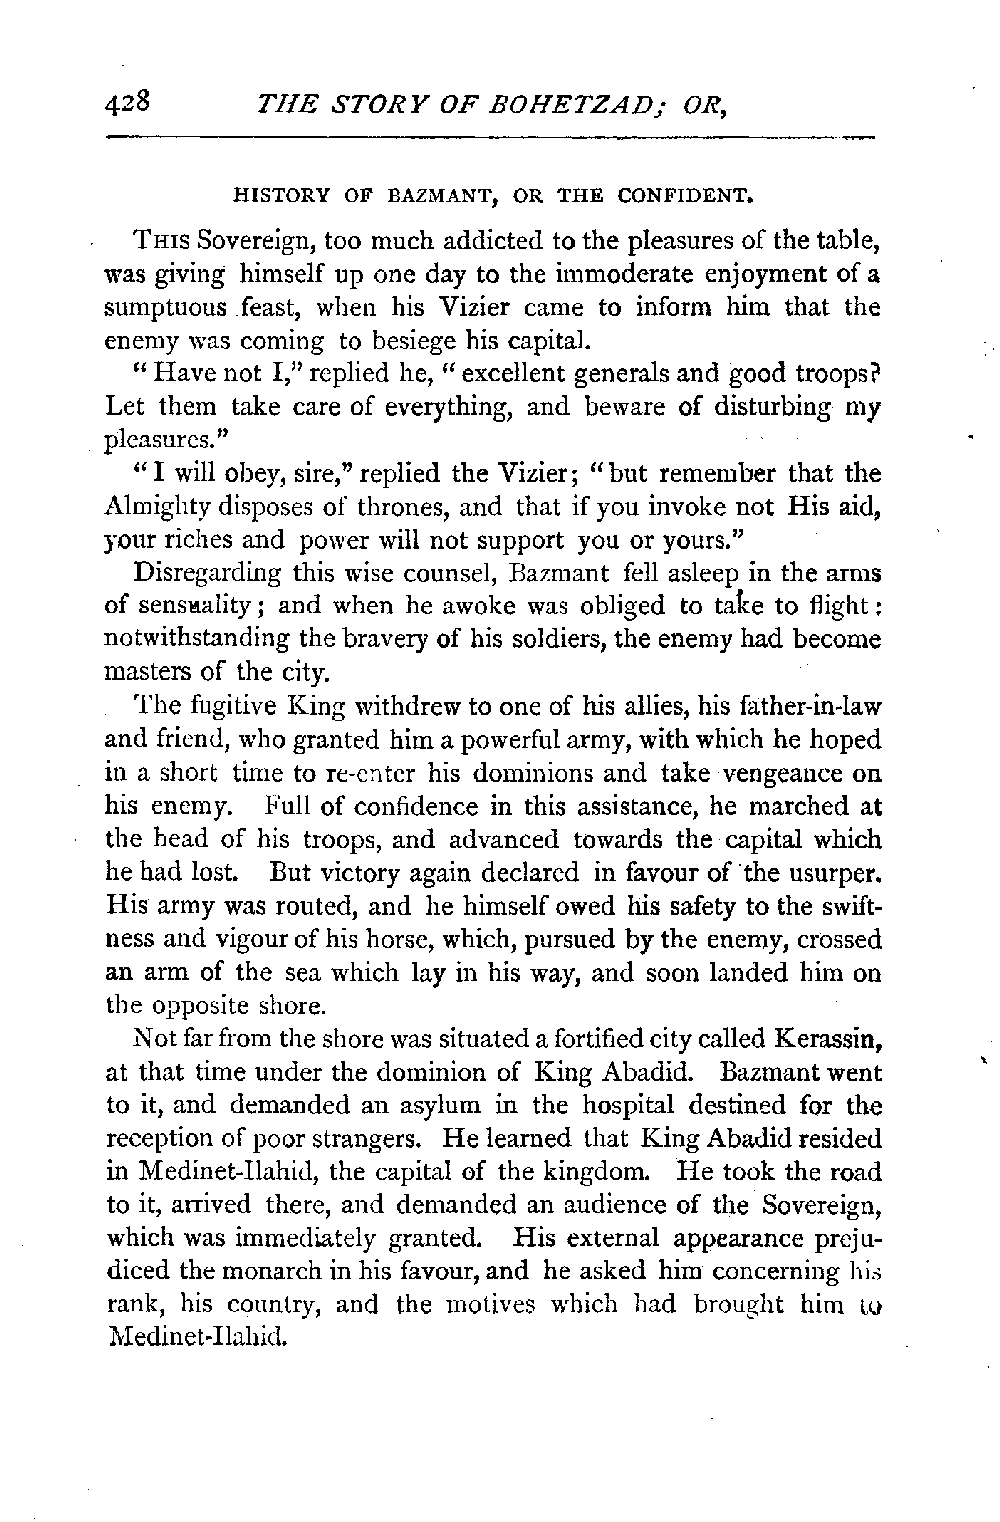 428 THE STORY OF BOHETZAD; OR,
HISTORY OF BAZMANT, OR THE CONFIDENT.
THIS Sovereign, too much addicted to the pleasures of the table,
was giving himself up one day to the immoderate enjoyment of a
sumptuous feast, when his Vizier came to inform him that the
enemy was coming to besiege his capital.
" Have not I," replied he, " excellent generals and good troops?
Let them take care of everything, and beware of disturbing my
pleasures."
" I will obey, sire," replied the Vizier; "but remember that the
Almighty disposes of thrones, and that if you invoke not His aid,
your riches and power will not support you or yours."
Disregarding this wise counsel, Bazmant fell asleep in the arms
of sensuality; and when he awoke was obliged to take to flight:
notwithstanding the bravery of his soldiers, the enemy had become
masters of the city.
The fugitive King withdrew to one of his allies, his father-in-law
and friend, who granted him a powerful army, with which he hoped
in a short time to re-enter his dominions and take vengeance on
his enemy. Full of confidence in this assistance, he marched at
the head of his troops, and advanced towards the capital which
he had lost. But victory again declared in favour of the usurper.
His army was routed, and he himself owed his safety to the swift-
ness and vigour of his horse, which, pursued by the enemy, crossed
an arm of the sea which lay in his way, and soon landed him on
the opposite shore.
Not far from the shore was situated a fortified city called Kerassin,
at that time under the dominion of King Abadid. Bazmant went
to it, and demanded an asylum in the hospital destined for the
reception of poor strangers. He learned that King Abadid resided
in Medinet-Ilahid, the capital of the kingdom. He took the road
to it, arrived there, and demanded an audience of the Sovereign,
which was immediately granted. His external appearance preju-
diced the monarch in his favour, and he asked him concerning his
rank, his country, and the motives which had brought him to
Medinet-Ilahid.